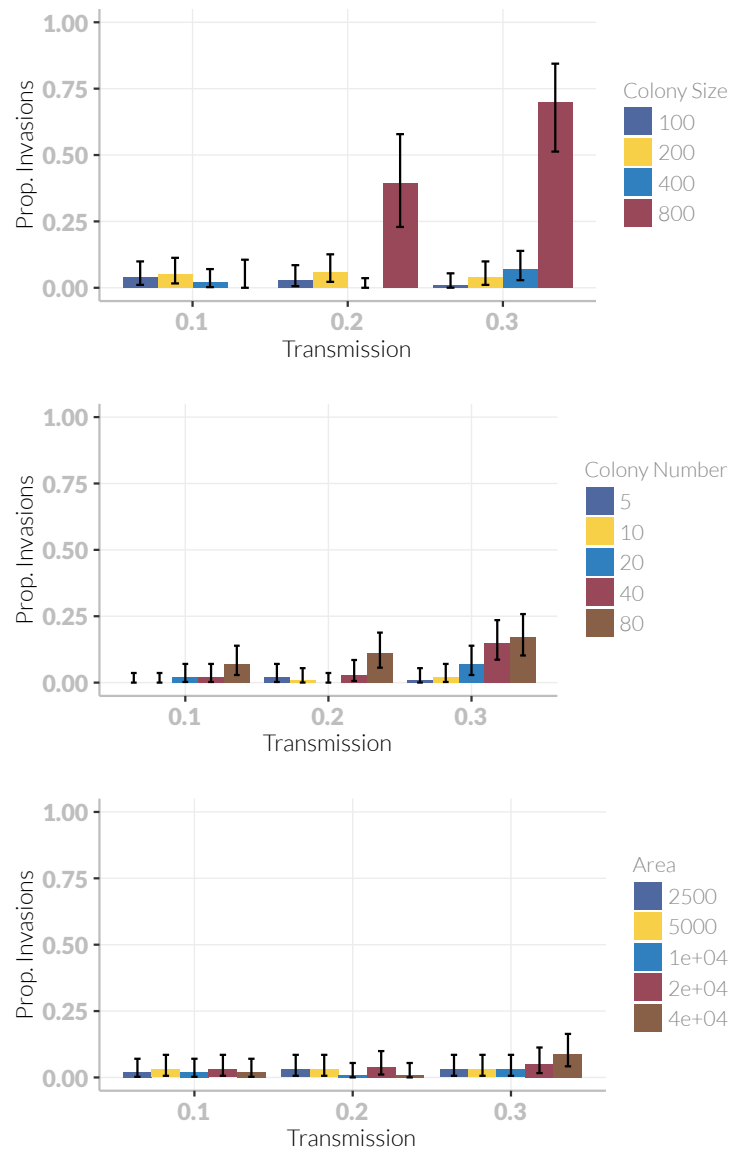 1.00
0.75
0.50
0.25
0.00
Prop. Invasions
0.1 0.2 0.3
Transmission
Colony Size
100
200
400
800
1.00
0.75
0.50
0.25
0.00
Prop. Invasions
0.1 0.2 0.3
Transmission
Colony Number
5
10
20
40
80
1.00
0.75
0.50
0.25
0.00
Prop. Invasions
0.1 0.2 0.3
Transmission
Area
2500
5000
1e+04
2e+04
4e+04